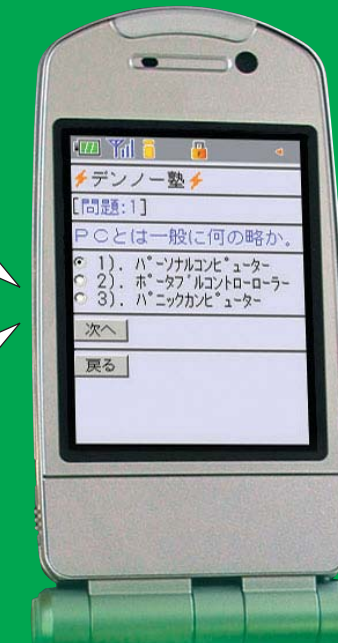 デンノー塾
[問題:1]
PCとは一般に何の略か。
1). パーソナルコンピューター
2). ポータブルコントローローラー
3). パニックカンピューター
次へ
戻る